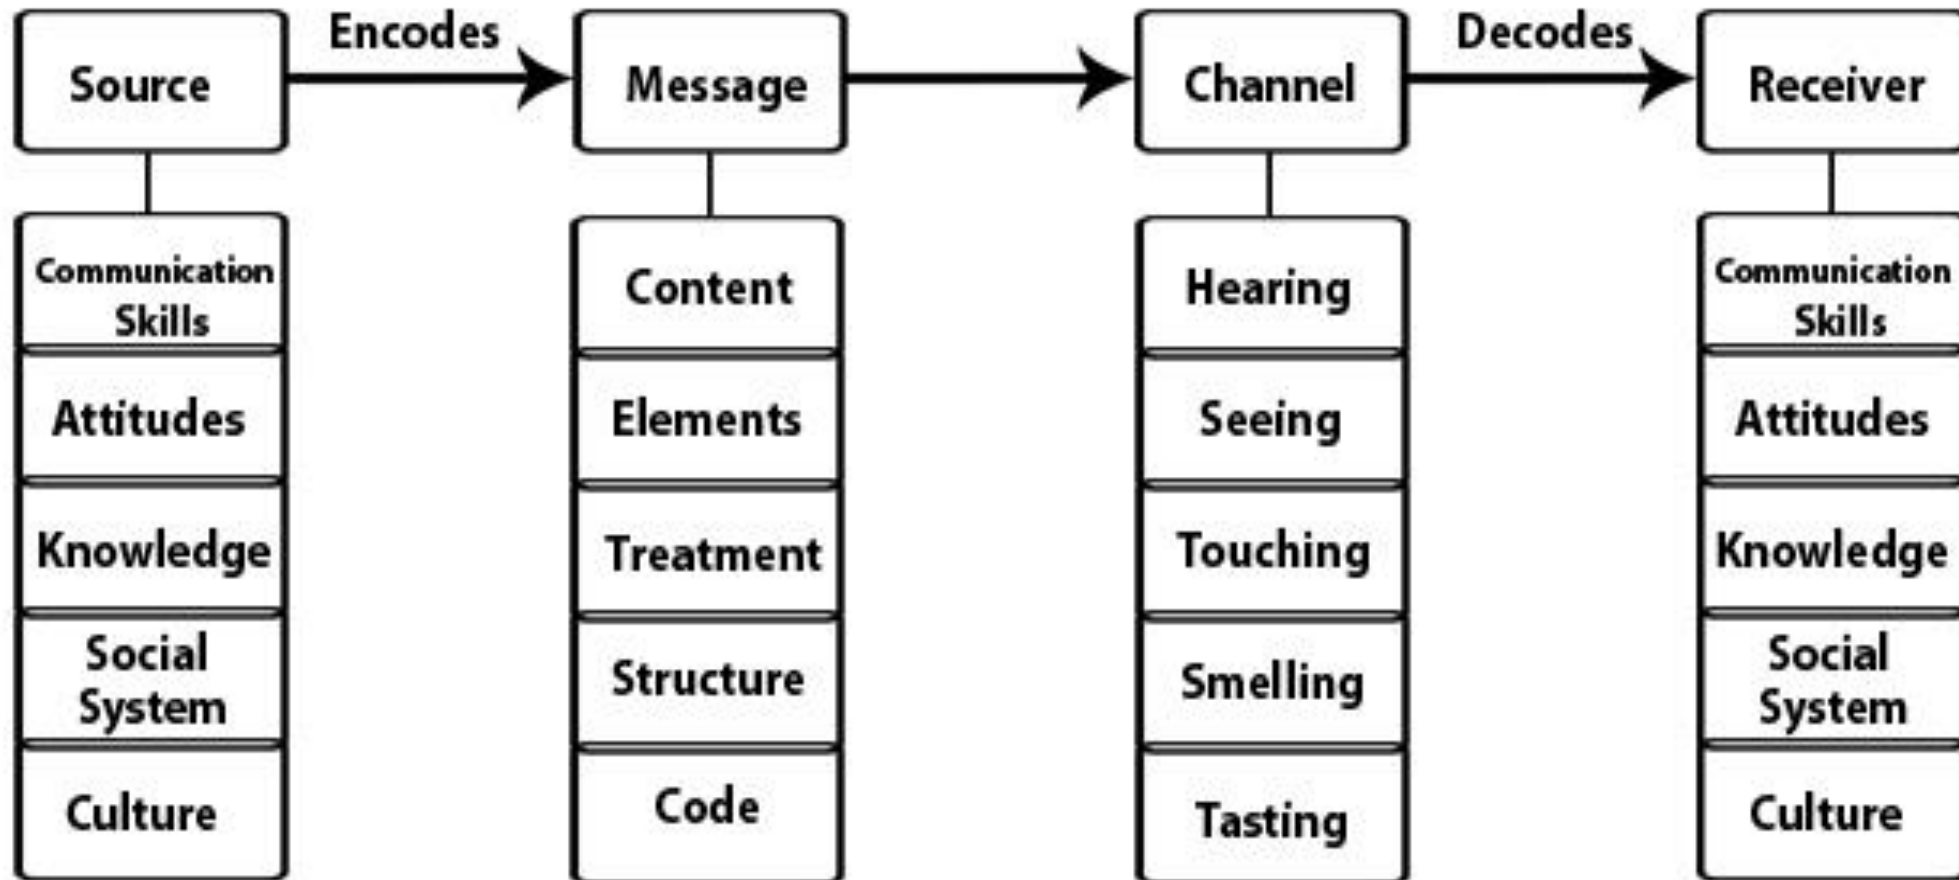 Encodes
Decodes
Source
Message
Channel
Receiver
Communication
Skills
Content
Hearing
Communication
Skills
Attitudes
Elements
Seeing
Attitudes
Knowledge
Treatment
Touching
Knowledge
Social
System
Structure
Smelling
Social
System
Culture
Code
Tasting
Culture